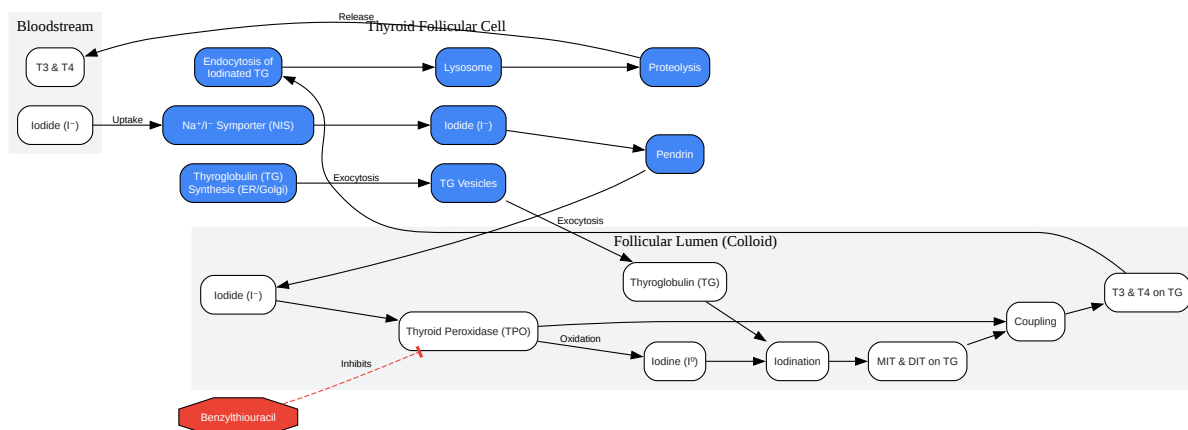 Release
Bloodstream
Thyroid Follicular Cell
T3 & T4
Endocytosis of
Iodinated TG
Lysosome
Proteolysis
Iodide (I⁻)
Uptake
Na⁺/I⁻ Symporter (NIS)
Iodide (I⁻)
Pendrin
Thyroglobulin (TG)
Synthesis (ER/Golgi)
Exocytosis
TG Vesicles
Exocytosis
Follicular Lumen (Colloid)
Iodide (I⁻)
Thyroglobulin (TG)
T3 & T4 on TG
Thyroid Peroxidase (TPO)
Coupling
Oxidation
Iodine (I⁰)
Iodination
MIT & DIT on TG
Inhibits
Benzylthiouracil